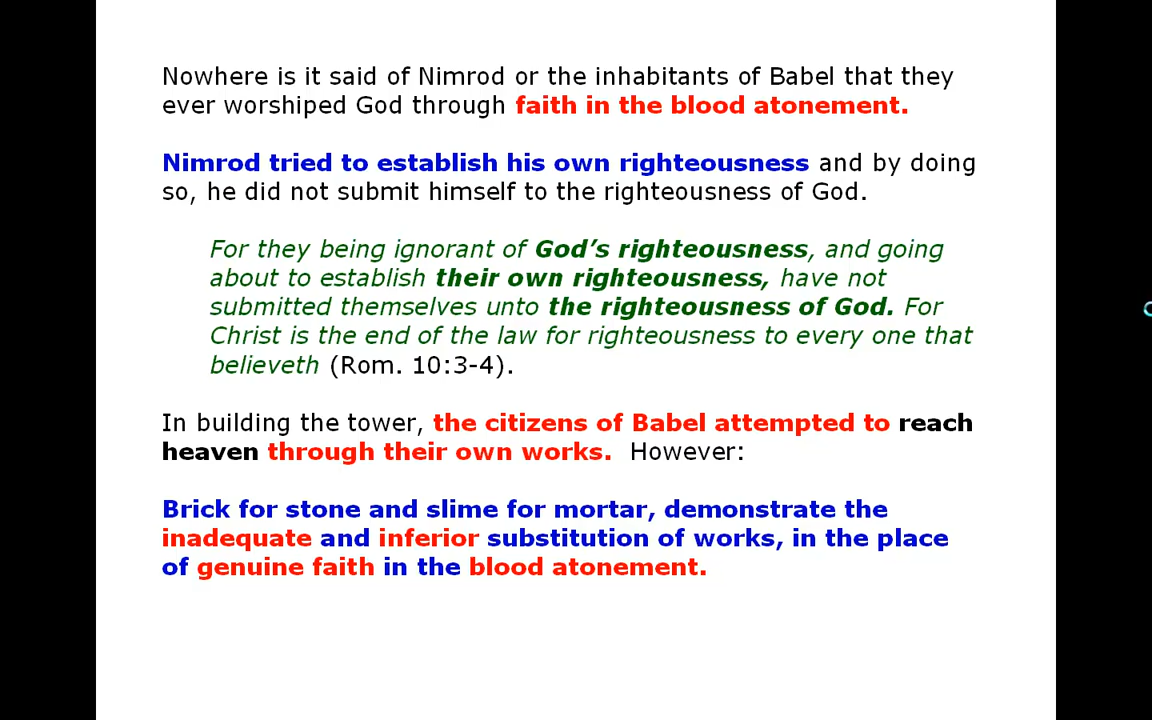 Nowhere is it said of Nimrod or the inhabitants of Babel that they
ever worshiped God through faith in the blood atonement.
Nimrod tried to establish his own righteousness and by doing
so, he did not submit himself to the righteousness of God.
For they being ignorant of God’s righteousness, and going
about to establish their own righteousness, have not
submitted themselves unto the righteousness of God. For
Christ is the end of the law for righteousness to every one that
believeth (Rom. 10:3-4).
In building the tower, the citizens of Babel attempted to reach
heaven through their own works. However:
Brick for stone and slime for mortar, demonstrate the
inadequate and inferior substitution of works, in the place
of genuine faith in the blood atonement.